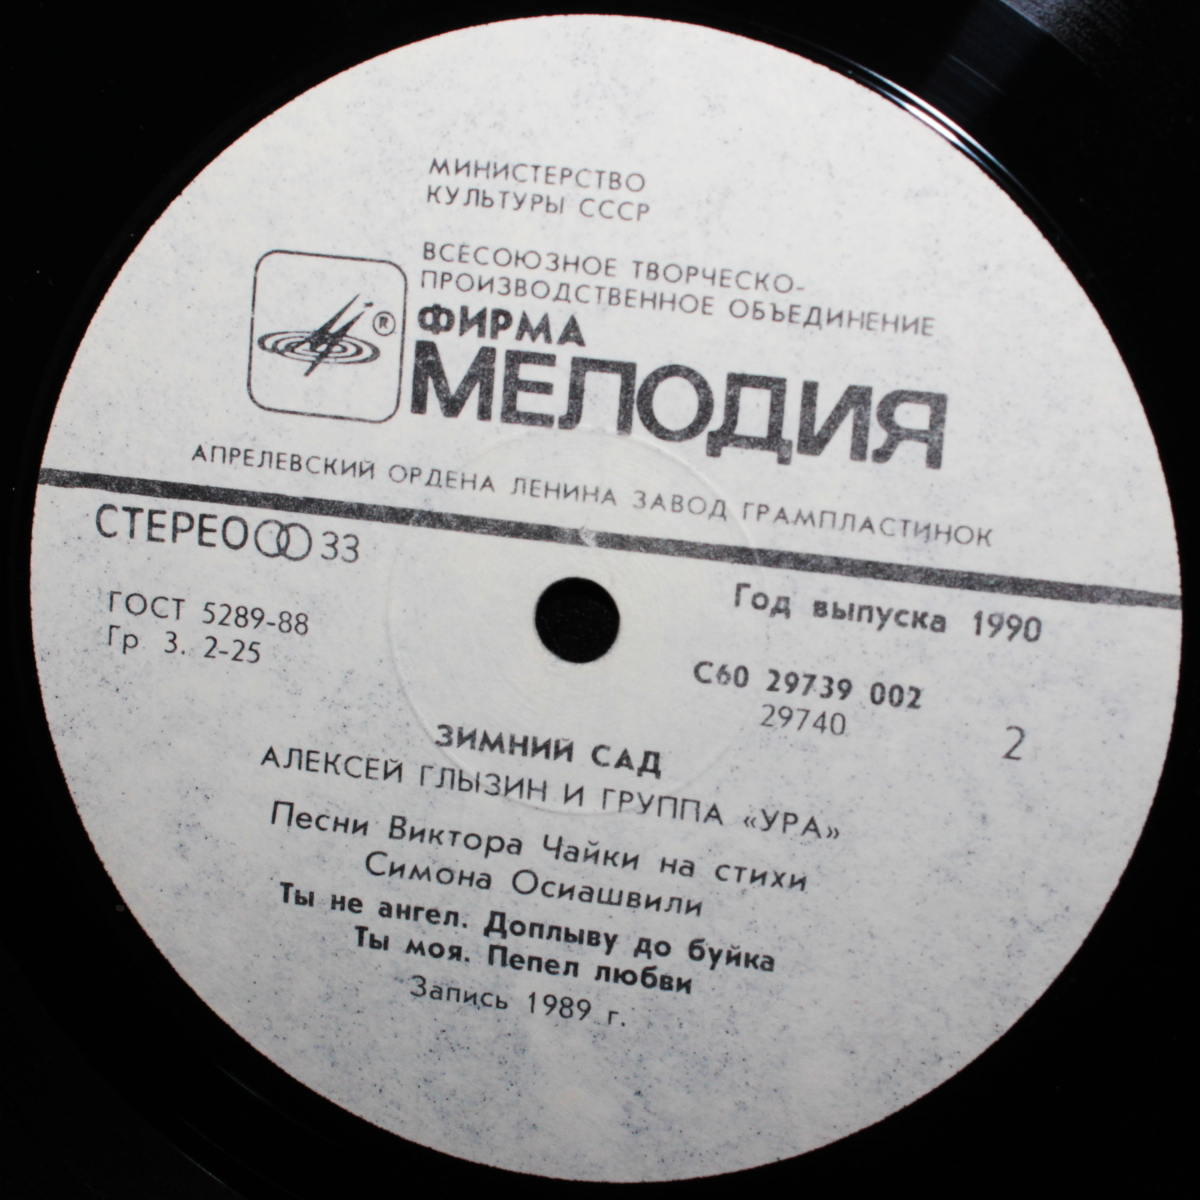 МИНИСТЕРСТВО
КУЛЬТУРЫ СССР
ВСЕСОЮЗНОЕ ТВОРЧЕСКО-
ПРОИЗВОДСТВЕННОЕ ОБЪЕДИНЕНИЕ
®
ФИРМА
МЕЛОДИЯ
АПРЕЛЕВСКИЙ ОРДЕНА ЛЕНИНА ЗАВОД ГРАМПЛАСТИНОК
СТЕРЕО 33
ГОСТ 5289-88
Гр 3. 2-25
Год выпуска 1990
С60 29739 002
29740
2
ЗИМНИЙ САД
АЛЕКСЕЙ ГЛЫЗИН И ГРУППА «УРА»
Песни Виктора Чайки на стихи
Симона Осиашвили
Ты не ангел. Доплыву до буйка
Ты моя. Пепел любви
Запись 1989 г.